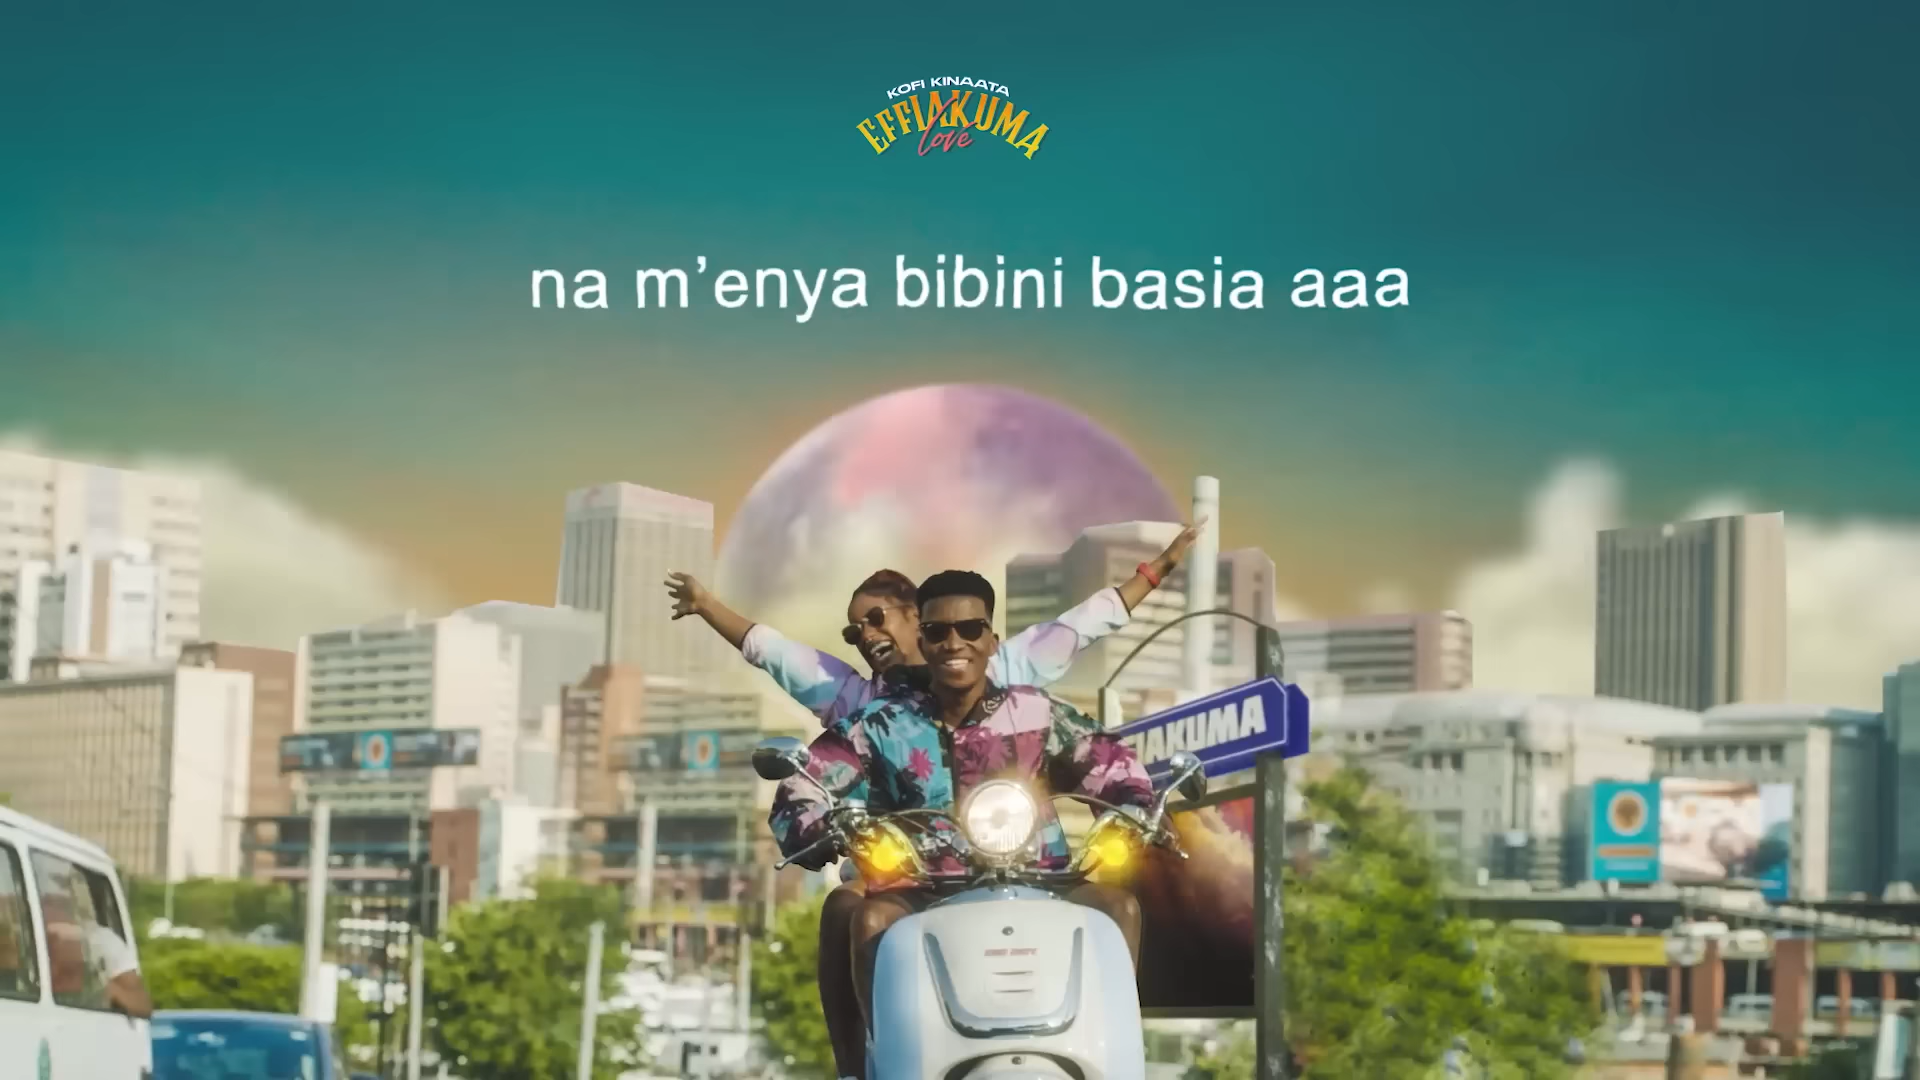 KOFI KINAATA
EFFIAKUMA
love
na m’enya bibini basia aaa
IAKUMA